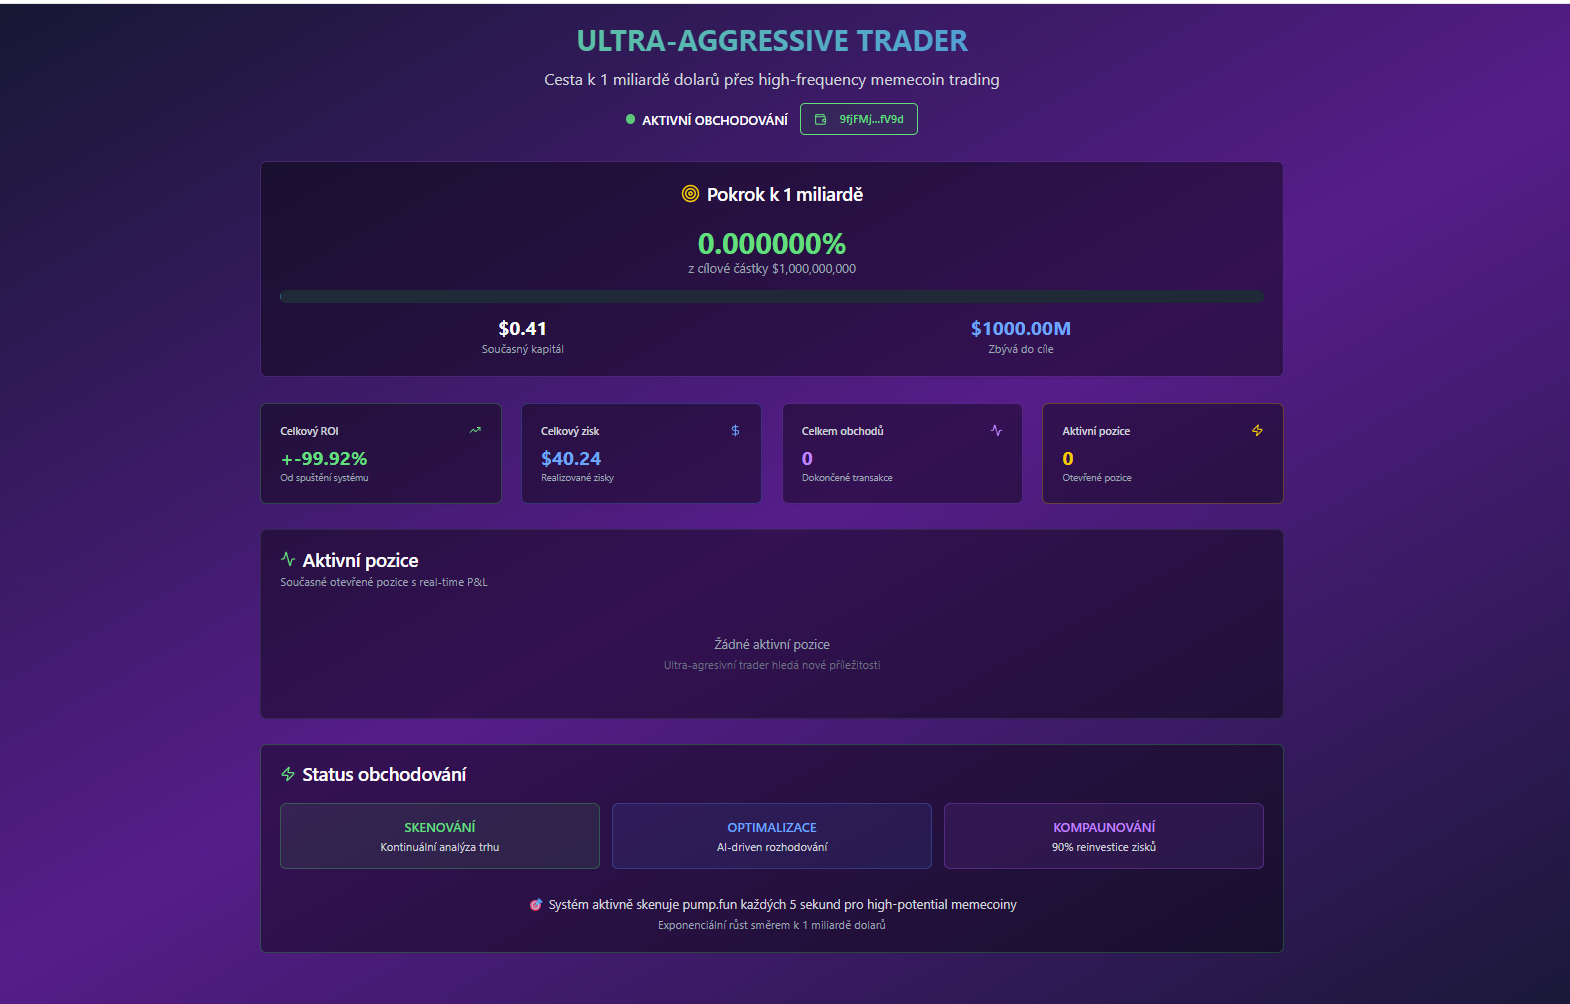 ULTRA-AGGRESSIVE TRADER
Cesta k 1 miliardě dolarů přes high-frequency memecoin trading
AKTIVNÍ OBCHODOVÁNÍ 9fjFMj...fV9d
Pokrok k 1 miliardě
0.000000%
z cílové částky $1,000,000,000
$0.41
Současný kapitál
$1000.00M
Zbývá do cíle
Celkový ROI
+-99.92%
Od spuštění systému
Celkový zisk
$40.24
Realizované zisky
Celkem obchodů
0
Dokončené transakce
Aktivní pozice
0
Otevřené pozice
Aktivní pozice
Současné otevřené pozice s real-time P&L
Žádné aktivní pozice
Ultra-agresivní trader hledá nové příležitosti
Status obchodování
SKENOVÁNÍ
Kontinuální analýza trhu
OPTIMALIZACE
AI-driven rozhodování
KOMPAUNOVÁNÍ
90% reinvestice zisků
Systém aktivně skenuje pump.fun každých 5 sekund pro high-potential memecoiny
Exponenciální růst směrem k 1 miliardě dolarů